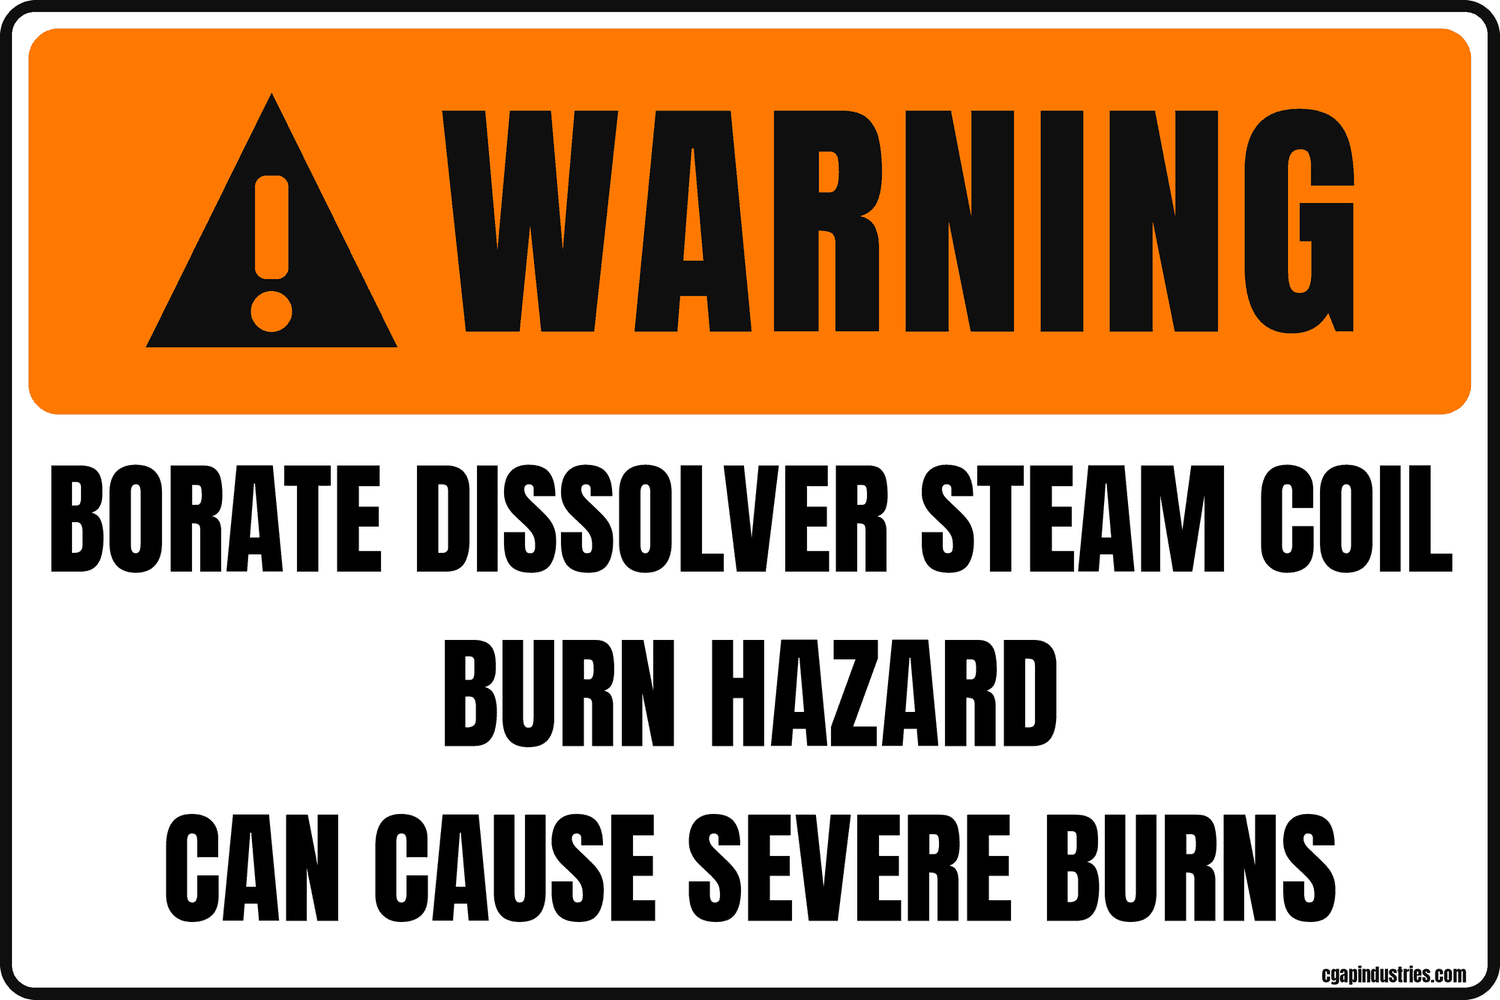 WARNING
BORATE DISSOLVER STEAM COIL
BURN HAZARD
CAN CAUSE SEVERE BURNS
cgapindustries.com